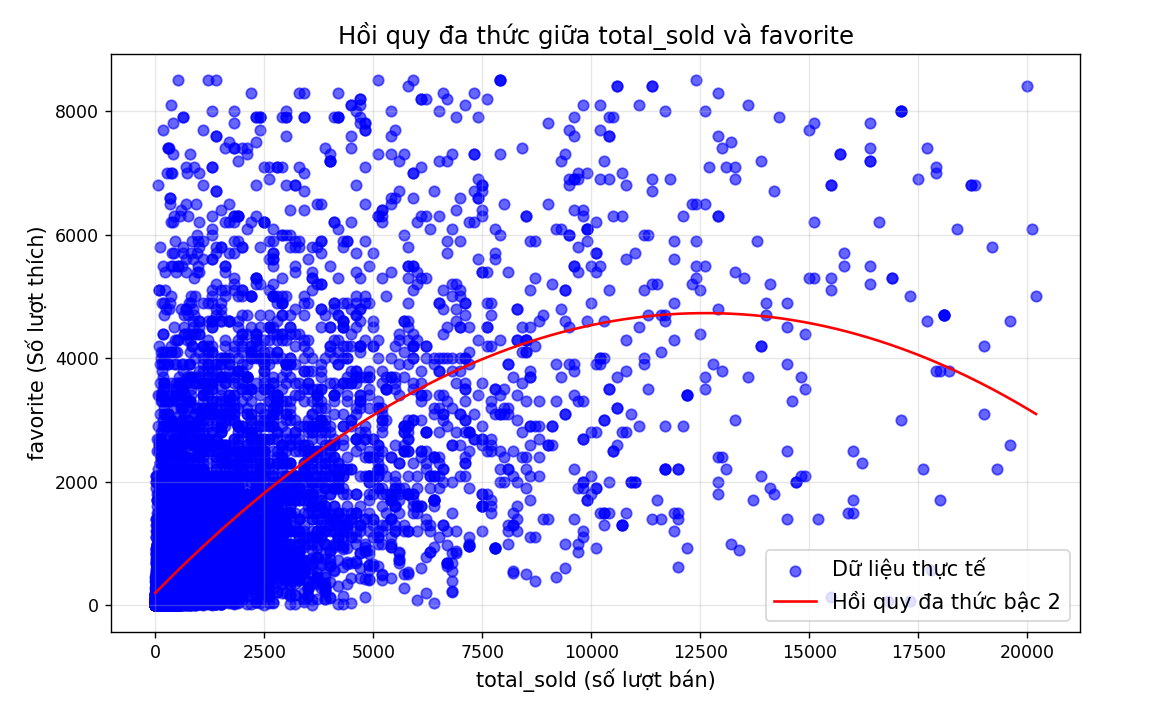 Hồi quy đa thức giữa total_sold và favorite
favorite (Số lượt thích)
8000
6000
4000
2000
0
Dữ liệu thực tế
Hồi quy đa thức bậc 2
0 2500 5000 7500 10000 12500 15000 17500 20000
total_sold (số lượt bán)